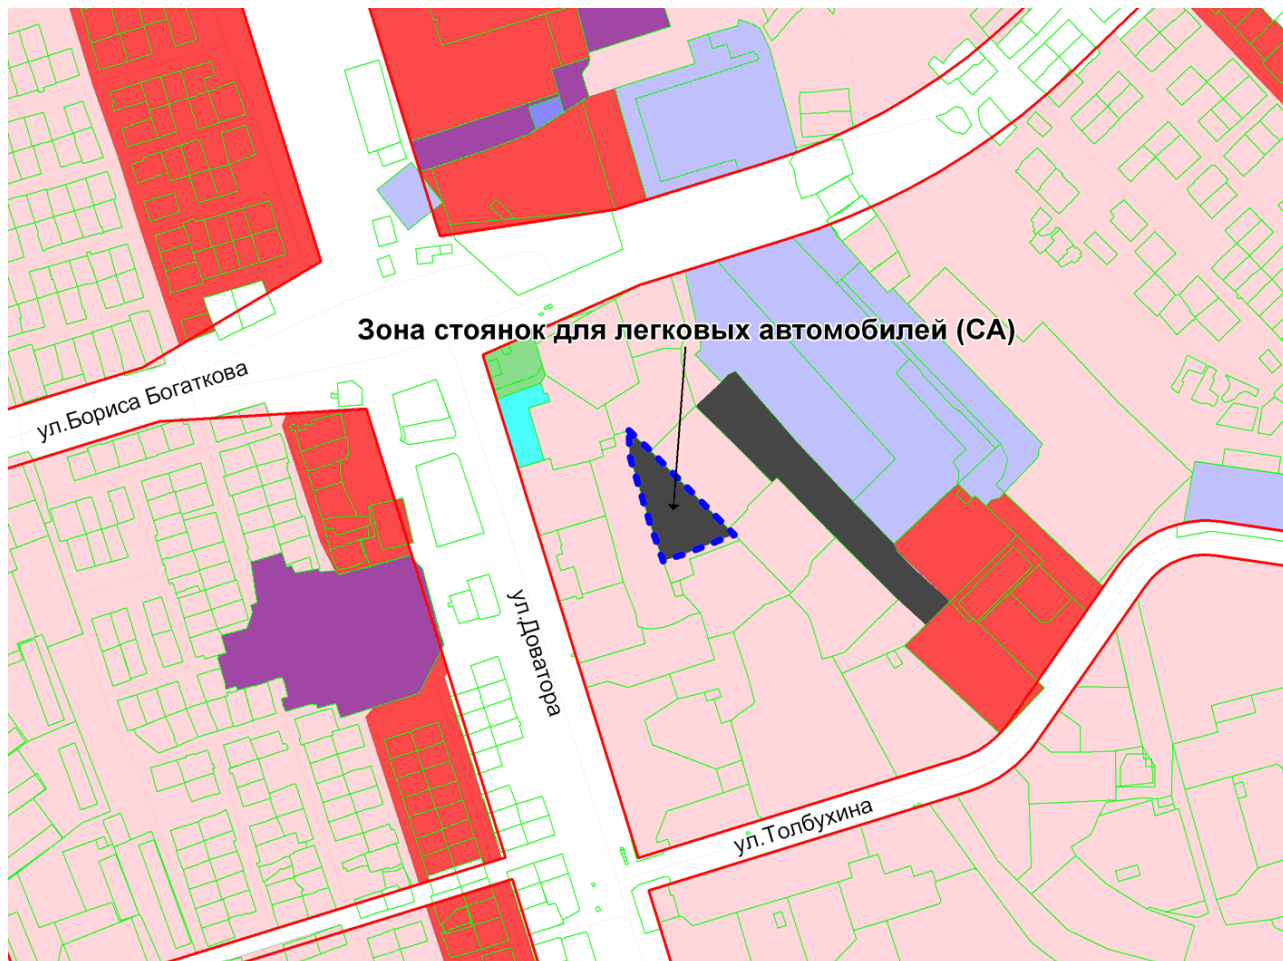 Зона стоянок для легковых автомобилей (СА)
ул.Бориса Богаткова
ул.Доватора
ул.Толбухина